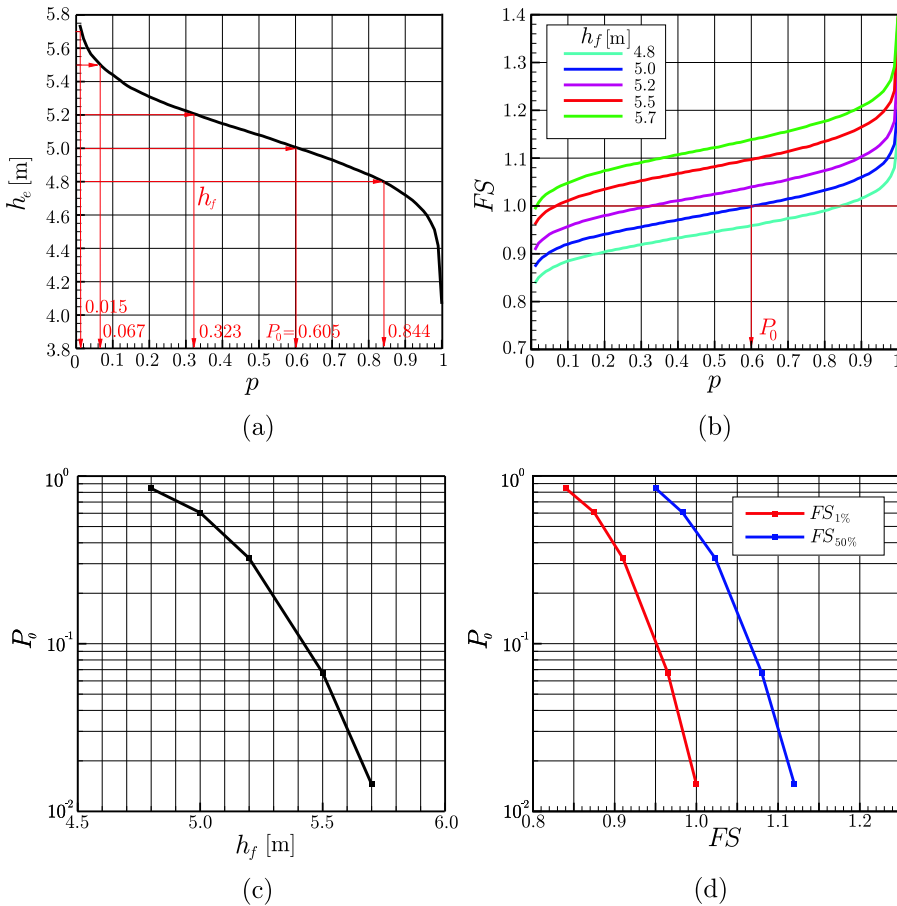 5.8
5.6
5.4
5.2
5.0
4.8
4.6
4.4
4.2
4.0
3.8
h_e [m]
h_f
0.015
0.067
0.323
P_0=0.605
0.844
0 0.1 0.2 0.3 0.4 0.5 0.6 0.7 0.8 0.9 1
p
(a)
1.4
1.3
1.2
1.1
1.0
0.9
0.8
0.7
FS
h_f [m]
4.8
5.0
5.2
5.5
5.7
P_0
0 0.1 0.2 0.3 0.4 0.5 0.6 0.7 0.8 0.9 1
p
(b)
10^0
10^-1
10^-2
P_0
4.5 5.0 5.5 6.0
h_f [m]
(c)
10^0
10^-1
10^-2
P_0
FS_1%
FS_50%
0.8 0.9 1.0 1.1 1.2
FS
(d)